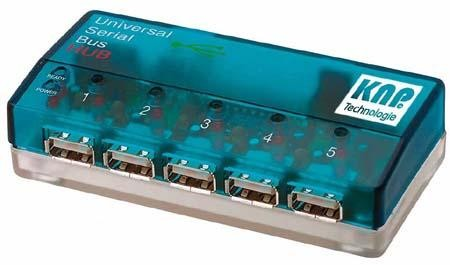 Universal
Serial
Bus
HUB
READY
POWER
1
2
3
4
5
KNP.
Technologie